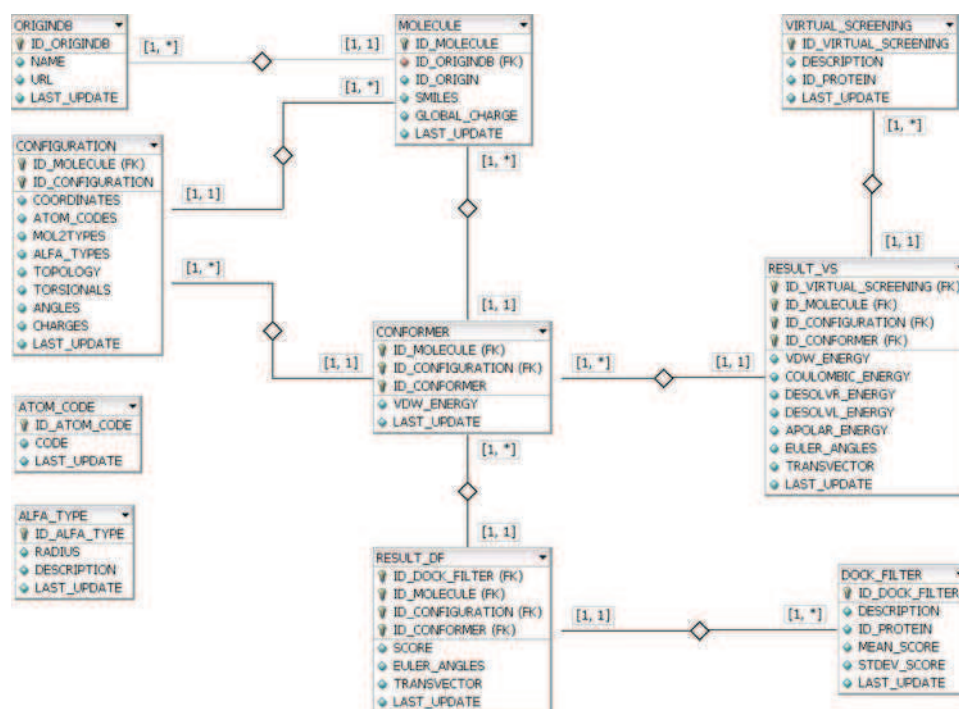 ORIGINDB
ID_ORIGINDB
NAME
URL
LAST_UPDATE
[1, *]
[1, 1]
[1, *]
MOLECULE
ID_MOLECULE
ID_ORIGINDB (FK)
ID_ORIGIN
SMILES
GLOBAL_CHARGE
LAST_UPDATE
[1, *]
VIRTUAL_SCREENING
ID_VIRTUAL_SCREENING
DESCRIPTION
ID_PROTEIN
LAST_UPDATE
[1, *]
[1, 1]
CONFIGURATION
ID_MOLECULE (FK)
ID_CONFIGURATION
COORDINATES
ATOM_CODES
MOL2TYPES
ALFA_TYPES
TOPOLOGY
TORSIONALS
ANGLES
CHARGES
LAST_UPDATE
[1, 1]
[1, *]
[1, 1]
[1, 1]
CONFORMER
ID_MOLECULE (FK)
ID_CONFIGURATION (FK)
ID_CONFORMER
VDW_ENERGY
LAST_UPDATE
[1, *]
[1, 1]
[1, *]
[1, 1]
RESULT_VS
ID_VIRTUAL_SCREENING (FK)
ID_MOLECULE (FK)
ID_CONFIGURATION (FK)
ID_CONFORMER (FK)
VDW_ENERGY
COULOMBIC_ENERGY
DESOLVR_ENERGY
DESOLVL_ENERGY
APOLAR_ENERGY
EULER_ANGLES
TRANSVECTOR
LAST_UPDATE
ATOM_CODE
ID_ATOM_CODE
CODE
LAST_UPDATE
ALFA_TYPE
ID_ALFA_TYPE
RADIUS
DESCRIPTION
LAST_UPDATE
RESULT_DF
ID_DOCK_FILTER (FK)
ID_MOLECULE (FK)
ID_CONFIGURATION (FK)
ID_CONFORMER (FK)
SCORE
EULER_ANGLES
TRANSVECTOR
LAST_UPDATE
[1, 1]
[1, *]
DOCK_FILTER
ID_DOCK_FILTER
DESCRIPTION
ID_PROTEIN
MEAN_SCORE
STDEV_SCORE
LAST_UPDATE